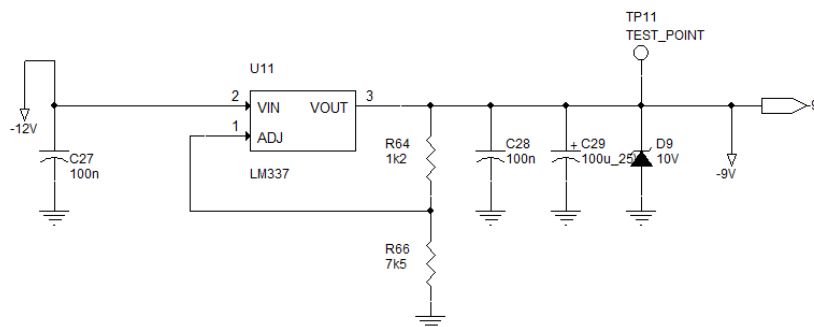 TP11
TEST_POINT
U11
2
VIN
VOUT
3
1
ADJ
LM337
-12V
C27
100n
R64
1k2
C28
100n
+
C29
100u_25
D9
10V
-9V
R66
7k5